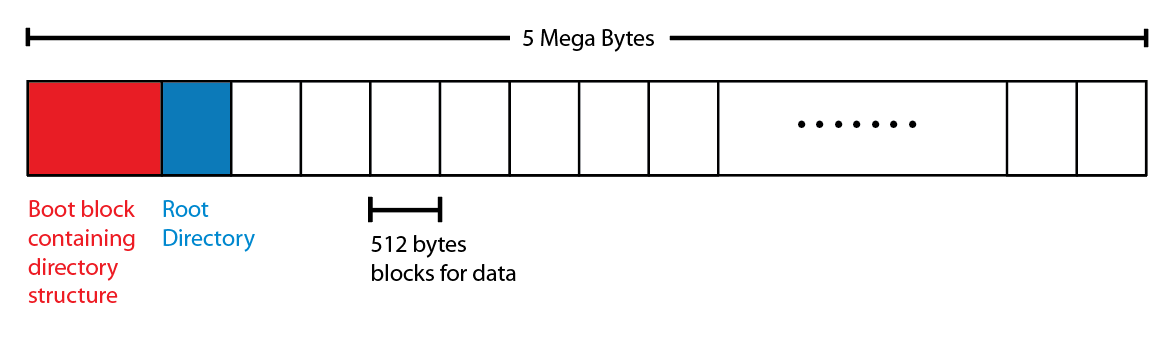 5 Mega Bytes
Boot block
containing
directory
structure
Root
Directory
512 bytes
blocks for data